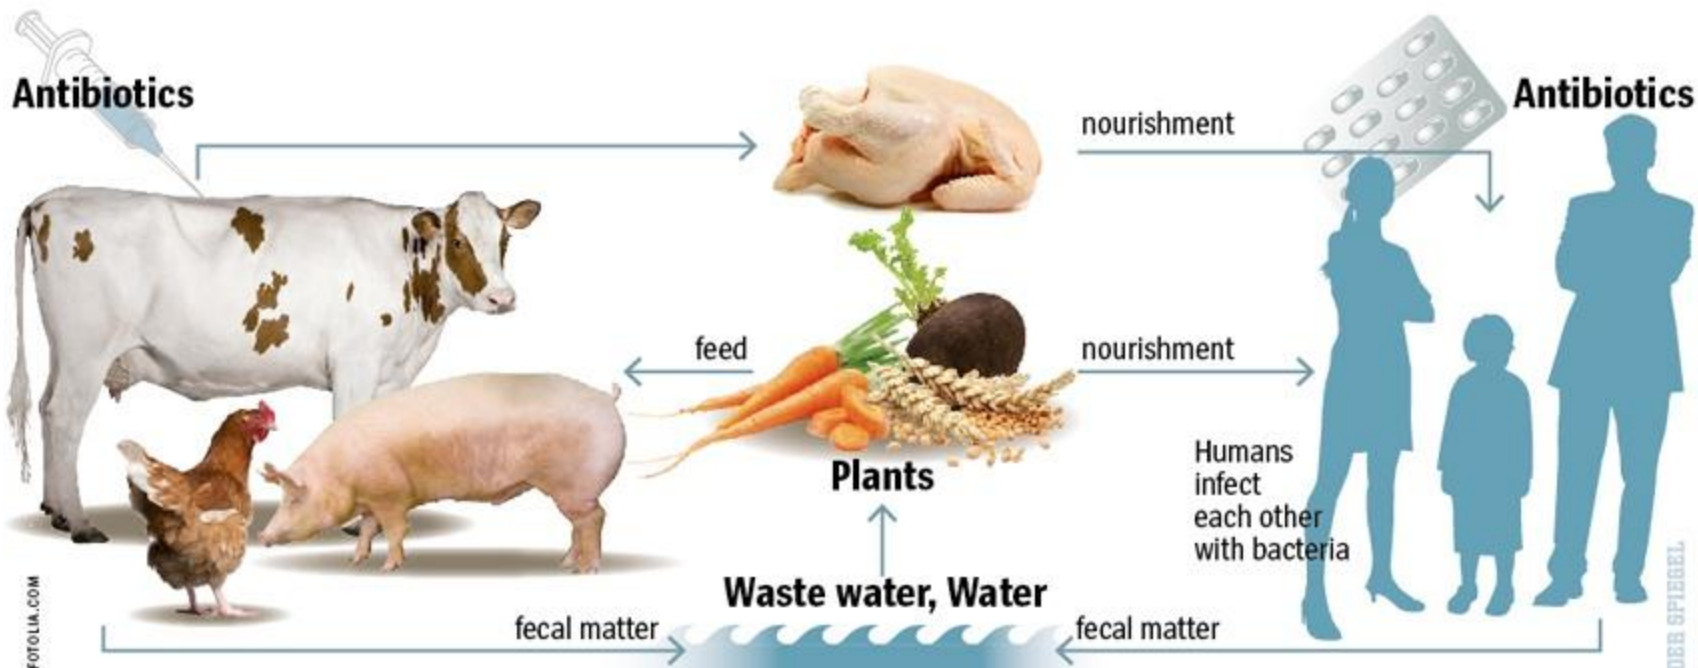 Antibiotics
Antibiotics
nourishment
feed
nourishment
Plants
Humans
infect
each other
with bacteria
Waste water, Water
fecal matter
fecal matter
FOTOLIA.COM
DER SPIEGEL